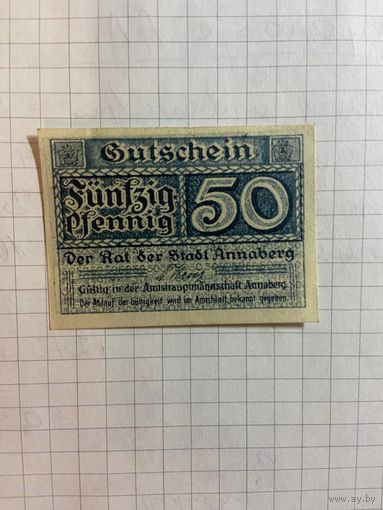 Gutschein
Fünfzig
Pfennig
50
Der Rat der Stadt Annaberg
Gültig in der Amtshauptmannschaft Annaberg.
Der Ablauf der Gültigkeit wird im Amtsblatt bekannt gegeben.
www.ay.by